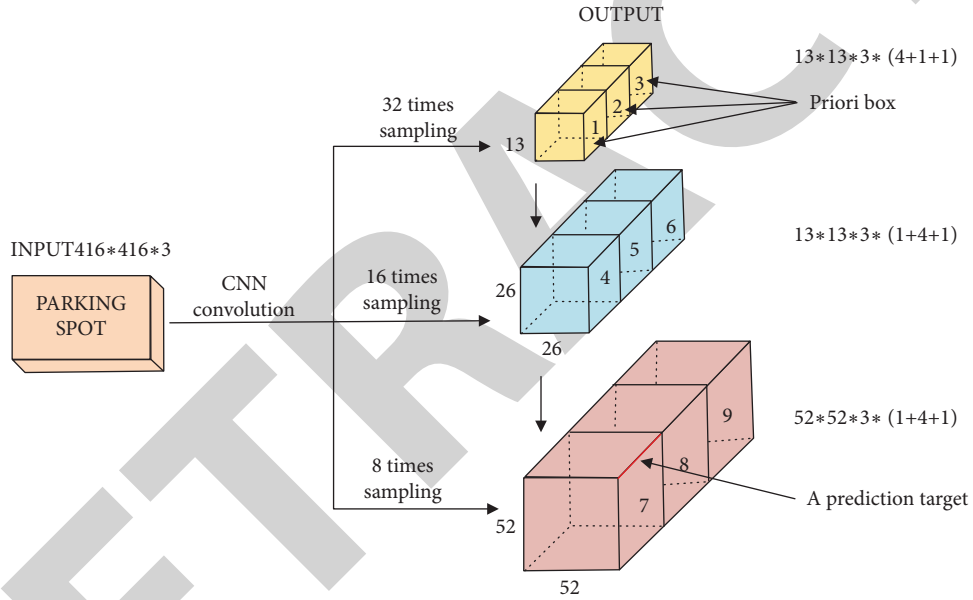 OUTPUT
13∗13∗3∗ (4+1+1)
3
2
1
Priori box
32 times
sampling
13
INPUT416∗416∗3
PARKING
SPOT
CNN
convolution
16 times
sampling
26
26
6
5
4
13∗13∗3∗ (1+4+1)
8 times
sampling
52
52
9
8
7
52∗52∗3∗ (1+4+1)
A prediction target